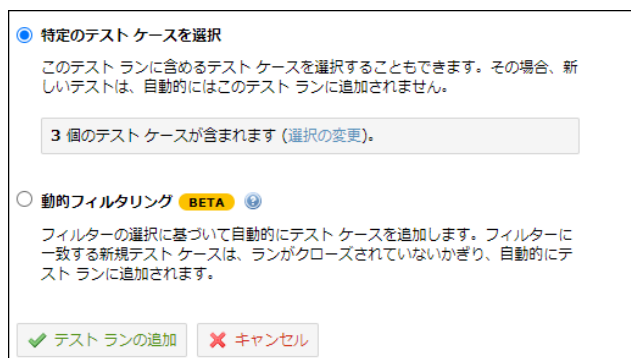 特定のテスト ケースを選択
このテスト ランに含めるテスト ケースを選択することもできます。その場合、新
しいテストは、自動的にはこのテスト ランに追加されません。
3 個のテスト ケースが含まれます (選択の変更)。
動的フィルタリング BETA ?
フィルターの選択に基づいて自動的にテスト ケースを追加します。フィルターに
一致する新規テスト ケースは、ランがクローズされていないかぎり、自動的にテ
スト ランに追加されます。
テスト ランの追加 キャンセル